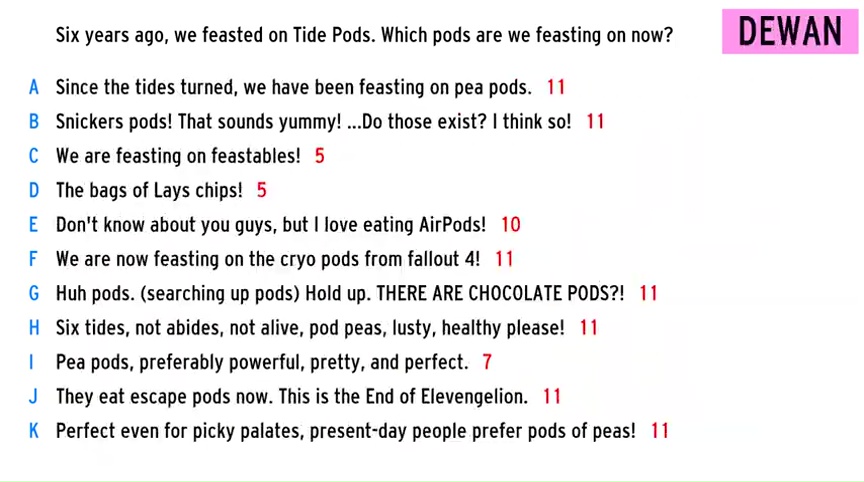 Six years ago, we feasted on Tide Pods. Which pods are we feasting on now?
DEWAN
A Since the tides turned, we have been feasting on pea pods. 11
B Snickers pods! That sounds yummy! ...Do those exist? I think so! 11
C We are feasting on feastables! 5
D The bags of Lays chips! 5
E Don't know about you guys, but I love eating AirPods! 10
F We are now feasting on the cryo pods from fallout 4! 11
G Huh pods. (searching up pods) Hold up. THERE ARE CHOCOLATE PODS?! 11
H Six tides, not abides, not alive, pod peas, lusty, healthy please! 11
I Pea pods, preferably powerful, pretty, and perfect. 7
J They eat escape pods now. This is the End of Elevengelion. 11
K Perfect even for picky palates, present-day people prefer pods of peas! 11